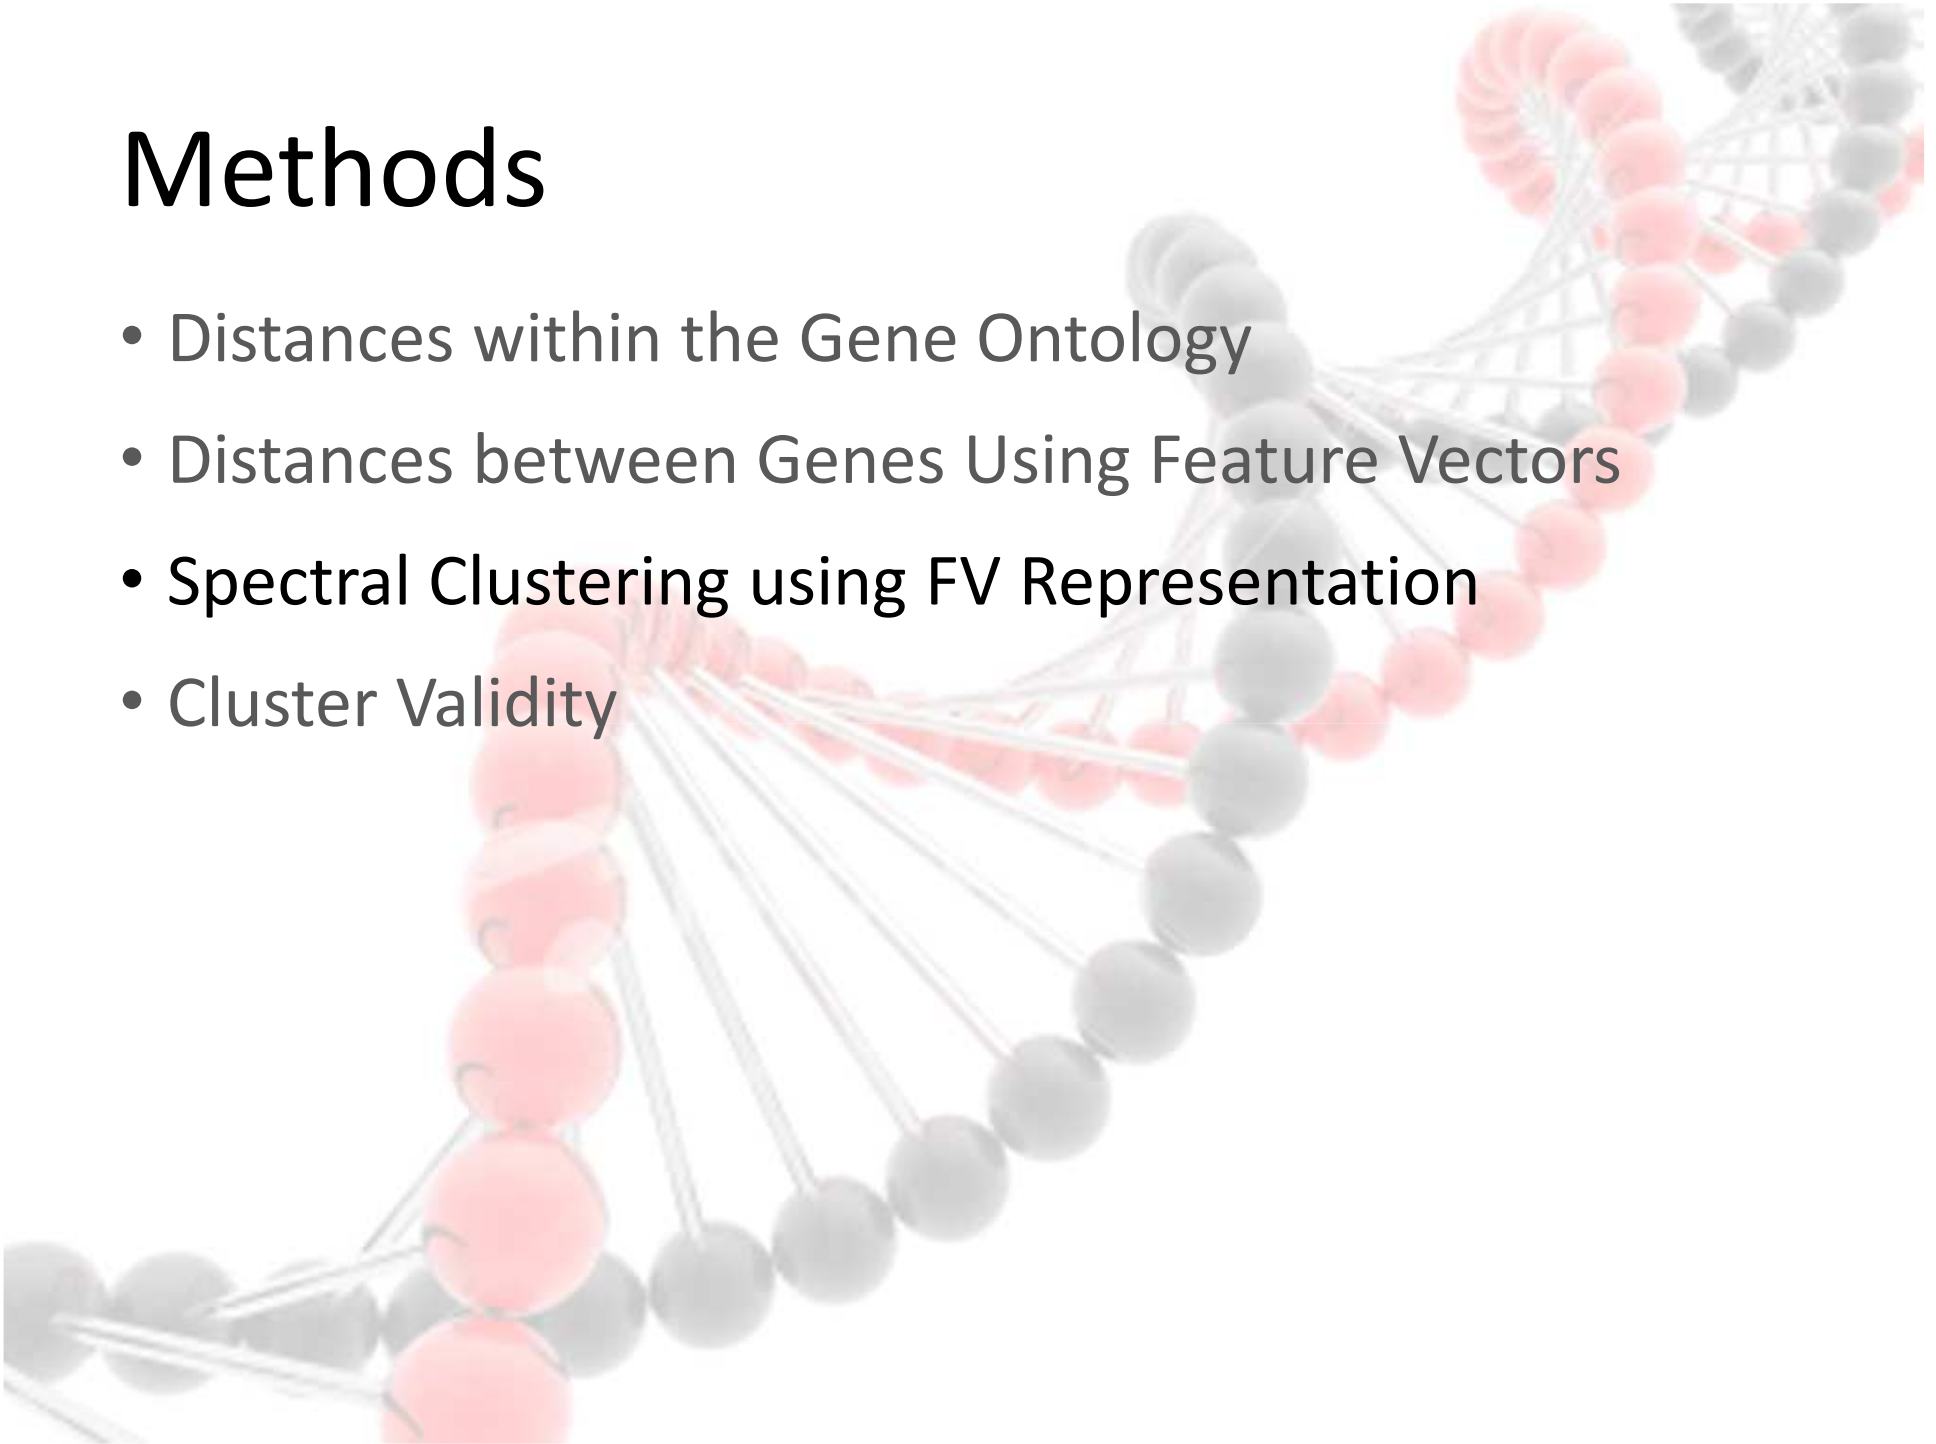 Methods
• Distances within the Gene Ontology
• Distances between Genes Using Feature Vectors
• Spectral Clustering using FV Representation
• Cluster Validity